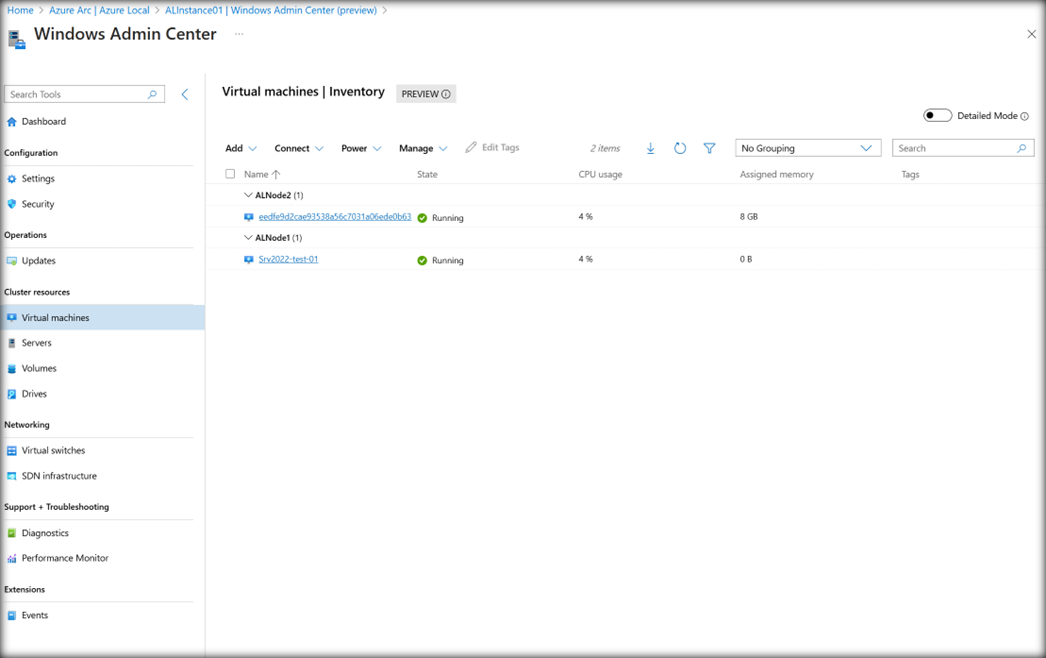 Home > Azure Arc | Azure Local > ALInstance01 | Windows Admin Center (preview) >
Windows Admin Center ...
Search Tools
Dashboard
Configuration
Settings
Security
Operations
Updates
Cluster resources
Virtual machines
Servers
Volumes
Drives
Networking
Virtual switches
SDN infrastructure
Support + Troubleshooting
Diagnostics
Performance Monitor
Extensions
Events
Virtual machines | Inventory PREVIEW
Detailed Mode
Add Connect Power Manage Edit Tags 2 items No Grouping Search
Name State CPU usage Assigned memory Tags
ALNode2 (1)
eedfe9d2cae93538a56c7031a06ede0b63 Running 4 % 8 GB
ALNode1 (1)
Srv2022-test-01 Running 4 % 0 B